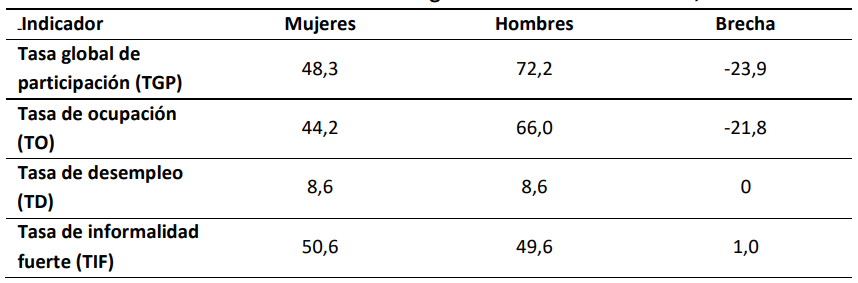 Indicador Mujeres Hombres Brecha
Tasa global de
participación (TGP) 48,3 72,2 -23,9
Tasa de ocupación
(TO) 44,2 66,0 -21,8
Tasa de desempleo
(TD) 8,6 8,6 0
Tasa de informalidad
fuerte (TIF) 50,6 49,6 1,0